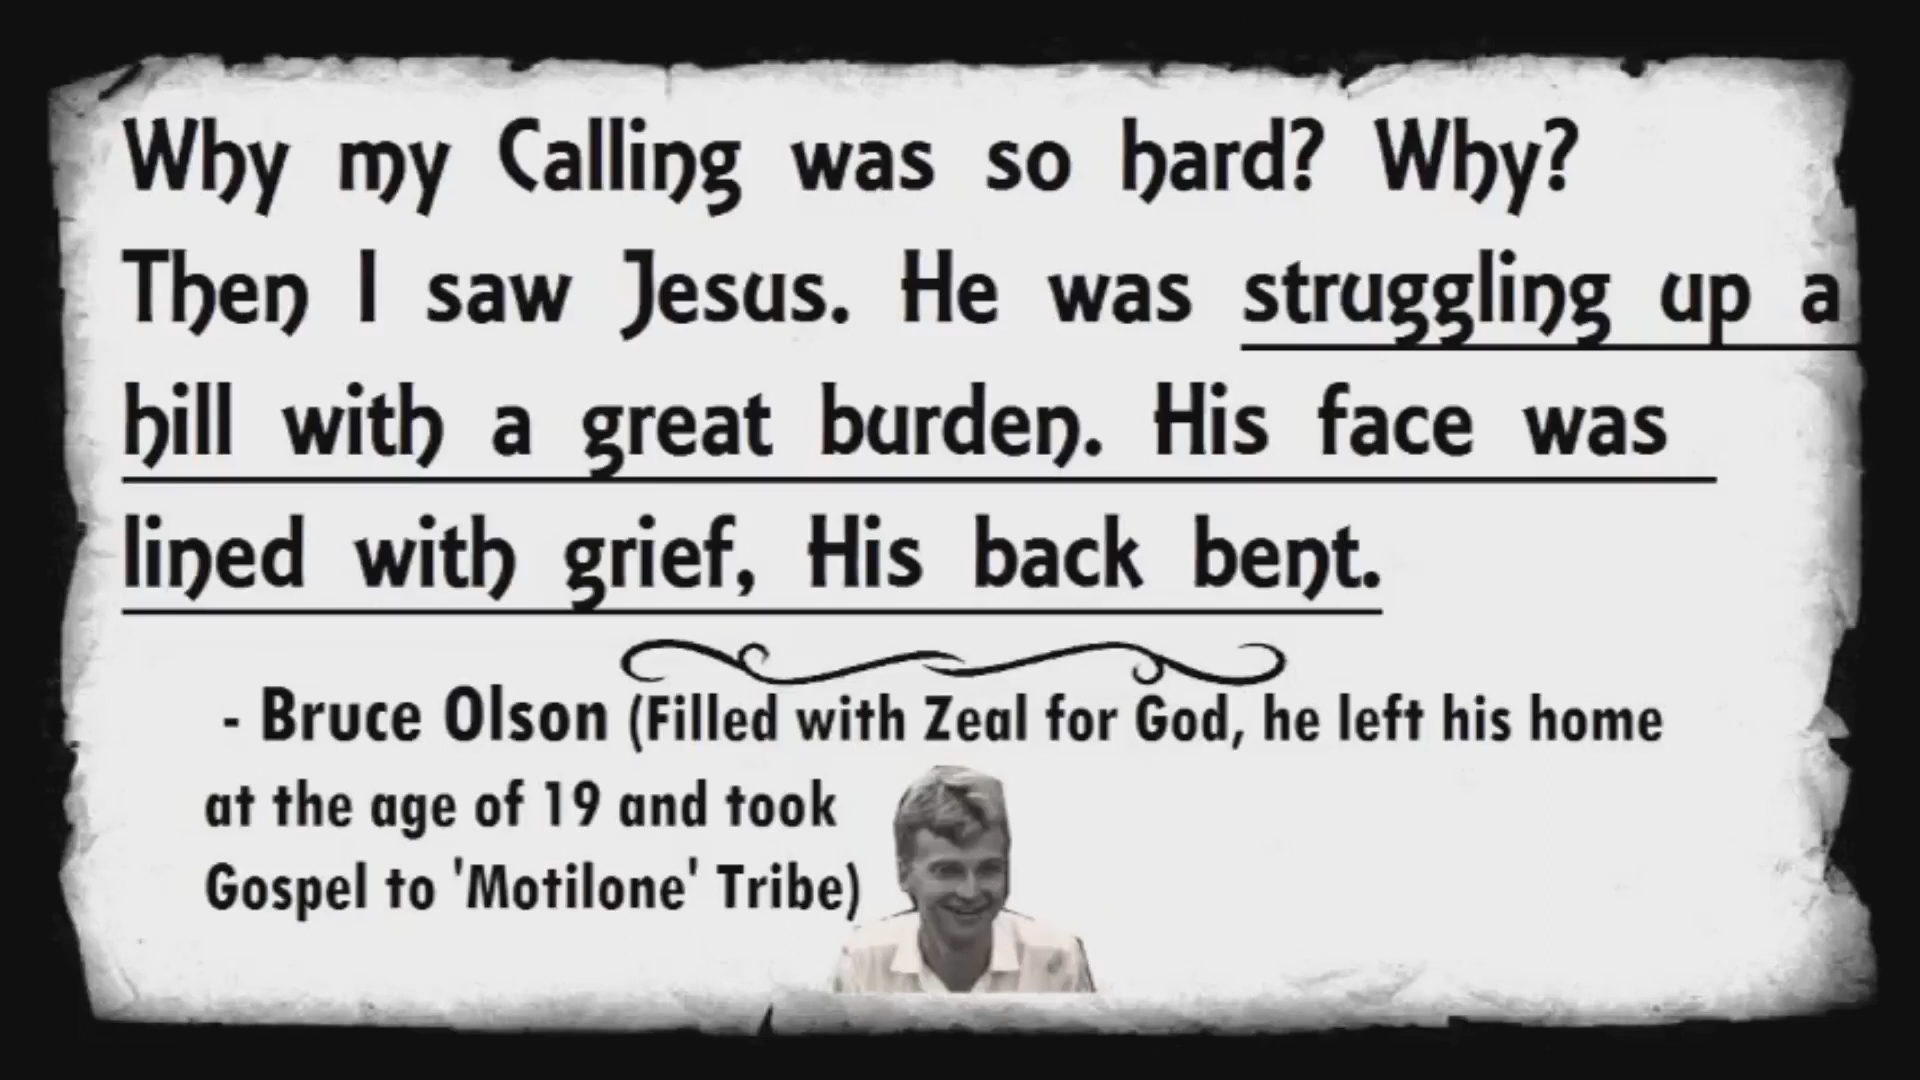 Why my Calling was so hard? Why?
Then I saw Jesus. He was struggling up a
hill with a great burden. His face was
lined with grief, His back bent.
- Bruce Olson (Filled with Zeal for God, he left his home
at the age of 19 and took
Gospel to 'Motilone' Tribe)